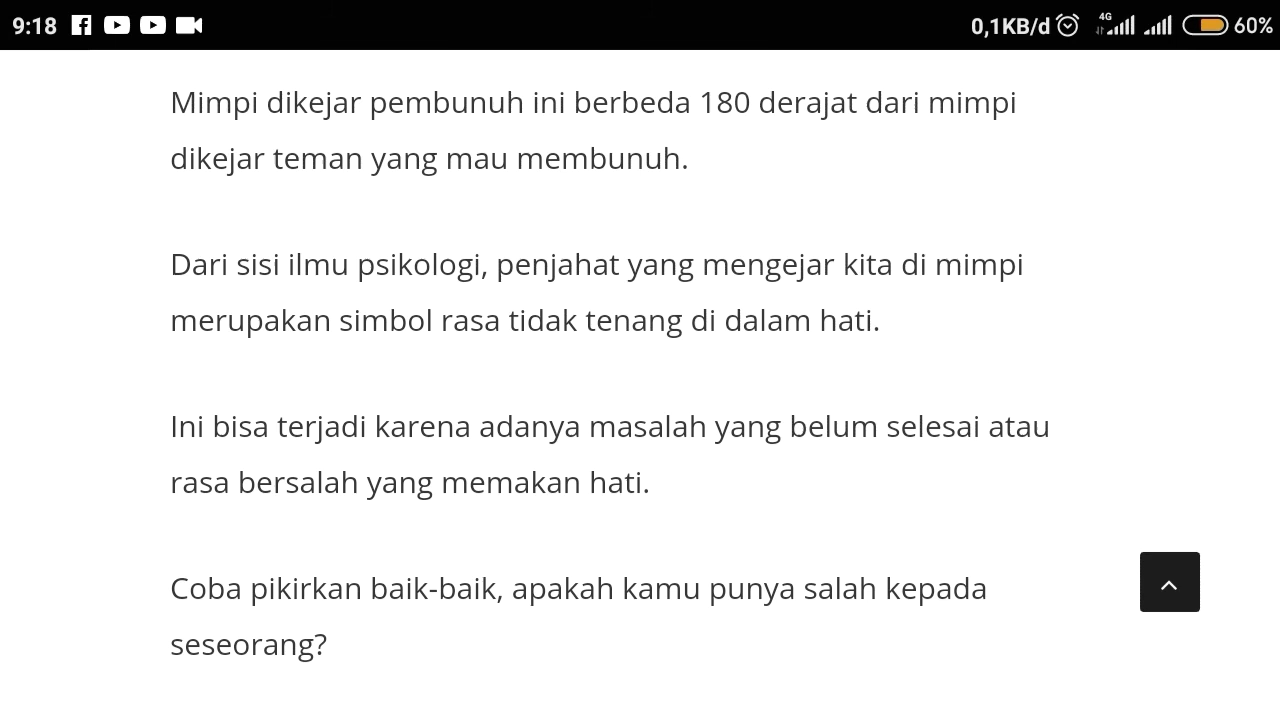 9:18 0,1KB/d 4G 60%
Mimpi dikejar pembunuh ini berbeda 180 derajat dari mimpi
dikejar teman yang mau membunuh.
Dari sisi ilmu psikologi, penjahat yang mengejar kita di mimpi
merupakan simbol rasa tidak tenang di dalam hati.
Ini bisa terjadi karena adanya masalah yang belum selesai atau
rasa bersalah yang memakan hati.
Coba pikirkan baik-baik, apakah kamu punya salah kepada
seseorang?